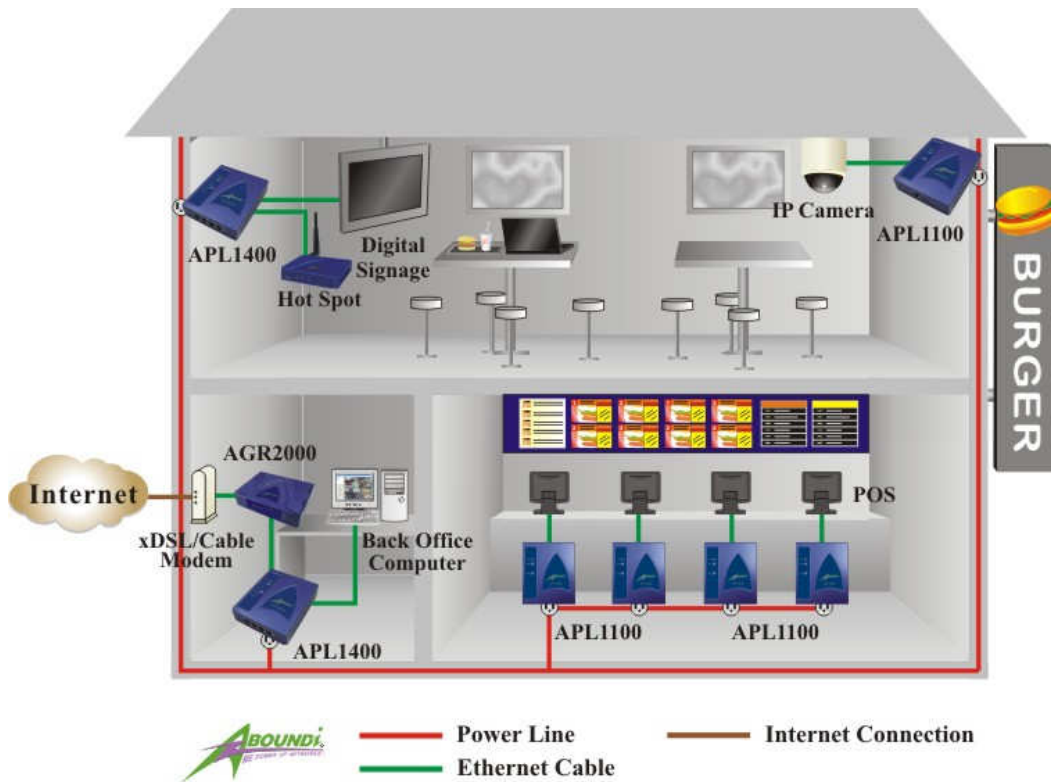 IP Camera
APL1400
APL1100
Digital
Signage
Hot Spot
BURGER
AGR2000
Internet
POS
xDSL/Cable
Modem
Back Office
Computer
APL1400
APL1100
APL1100
ABOUNDi
Power Line
Internet Connection
Ethernet Cable